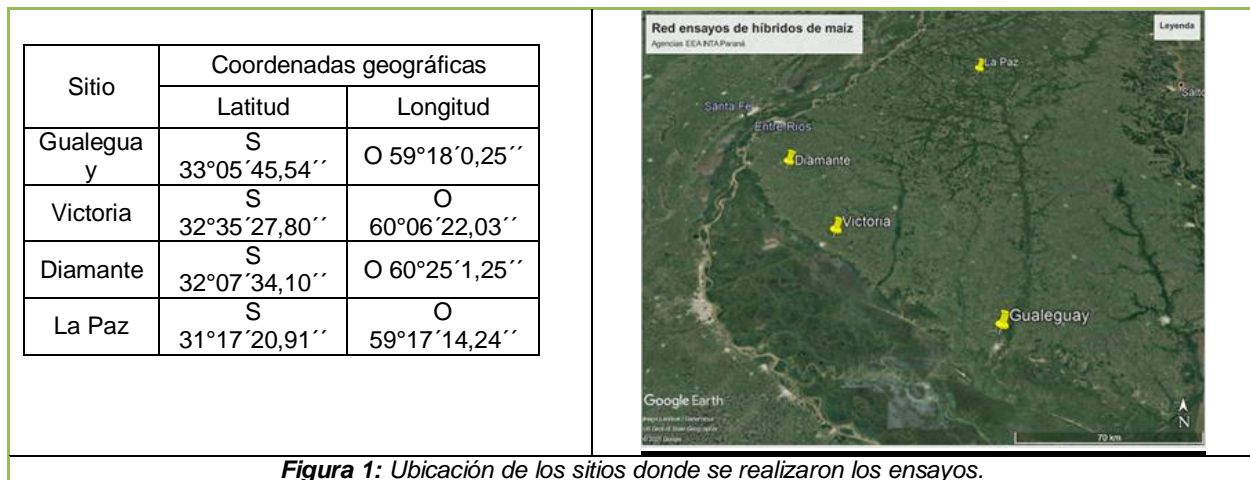 Sitio
Coordenadas geográficas
Latitud
Longitud
Gualegua
y
S
33°05´45,54´´
O 59°18´0,25´´
Victoria
S
32°35´27,80´´
O
60°06´22,03´´
Diamante
S
32°07´34,10´´
O 60°25´1,25´´
La Paz
S
31°17´20,91´´
O
59°17´14,24´´
Red ensayos de híbridos de maíz
Agencias EEA INTA Paraná
Leyenda
La Paz
Santa Fe
Entre Ríos
Diamante
Victoria
Gualeguay
Google Earth
N
70 km
Figura 1: Ubicación de los sitios donde se realizaron los ensayos.